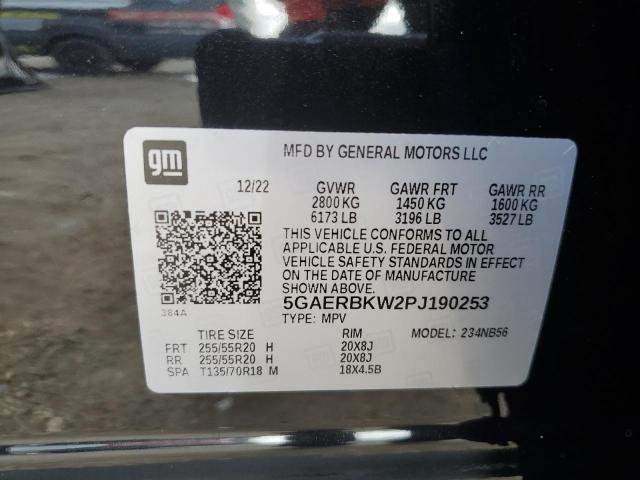 gm
MFD BY GENERAL MOTORS LLC
12/22 GVWR GAWR FRT GAWR RR
2800 KG 1450 KG 1600 KG
6173 LB 3196 LB 3527 LB
THIS VEHICLE CONFORMS TO ALL
APPLICABLE U.S. FEDERAL MOTOR
VEHICLE SAFETY STANDARDS IN EFFECT
ON THE DATE OF MANUFACTURE
SHOWN ABOVE.
5GAERBKW2PJ190253
384A
TYPE: MPV
TIRE SIZE RIM MODEL: 234NB56
FRT 255/55R20 H 20X8J
RR 255/55R20 H 20X8J
SPA T135/70R18 M 18X4.5B